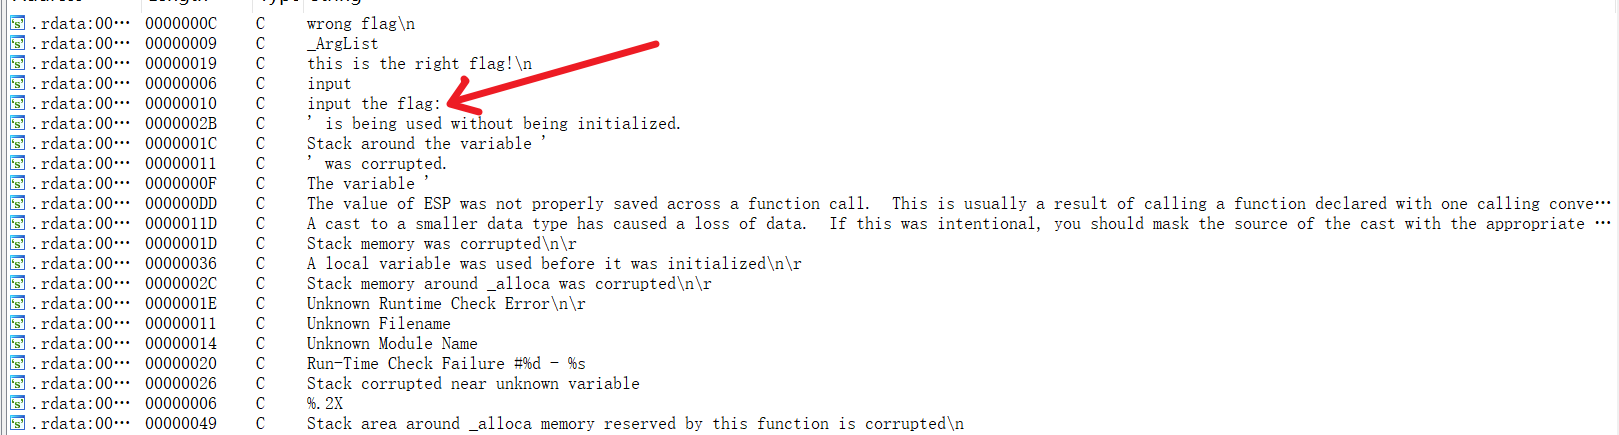 .rdata:00… 0000000C C wrong flag\n
.rdata:00… 00000009 C _ArgList
.rdata:00… 00000019 C this is the right flag!\n
.rdata:00… 00000006 C input
.rdata:00… 00000010 C input the flag:
.rdata:00… 0000002B C ' is being used without being initialized.
.rdata:00… 0000001C C Stack around the variable '
.rdata:00… 00000011 C ' was corrupted.
.rdata:00… 0000000F C The variable '
.rdata:00… 000000DD C The value of ESP was not properly saved across a function call.  This is usually a result of calling a function declared with one calling conve…
.rdata:00… 0000011D C A cast to a smaller data type has caused a loss of data.  If this was intentional, you should mask the source of the cast with the appropriate …
.rdata:00… 0000001D C Stack memory was corrupted\n\r
.rdata:00… 00000036 C A local variable was used before it was initialized\n\r
.rdata:00… 0000002C C Stack memory around _alloca was corrupted\n\r
.rdata:00… 0000001E C Unknown Runtime Check Error\n\r
.rdata:00… 00000011 C Unknown Filename
.rdata:00… 00000014 C Unknown Module Name
.rdata:00… 00000020 C Run-Time Check Failure #%d - %s
.rdata:00… 00000026 C Stack corrupted near unknown variable
.rdata:00… 00000006 C %.2X
.rdata:00… 00000049 C Stack area around _alloca memory reserved by this function is corrupted\n